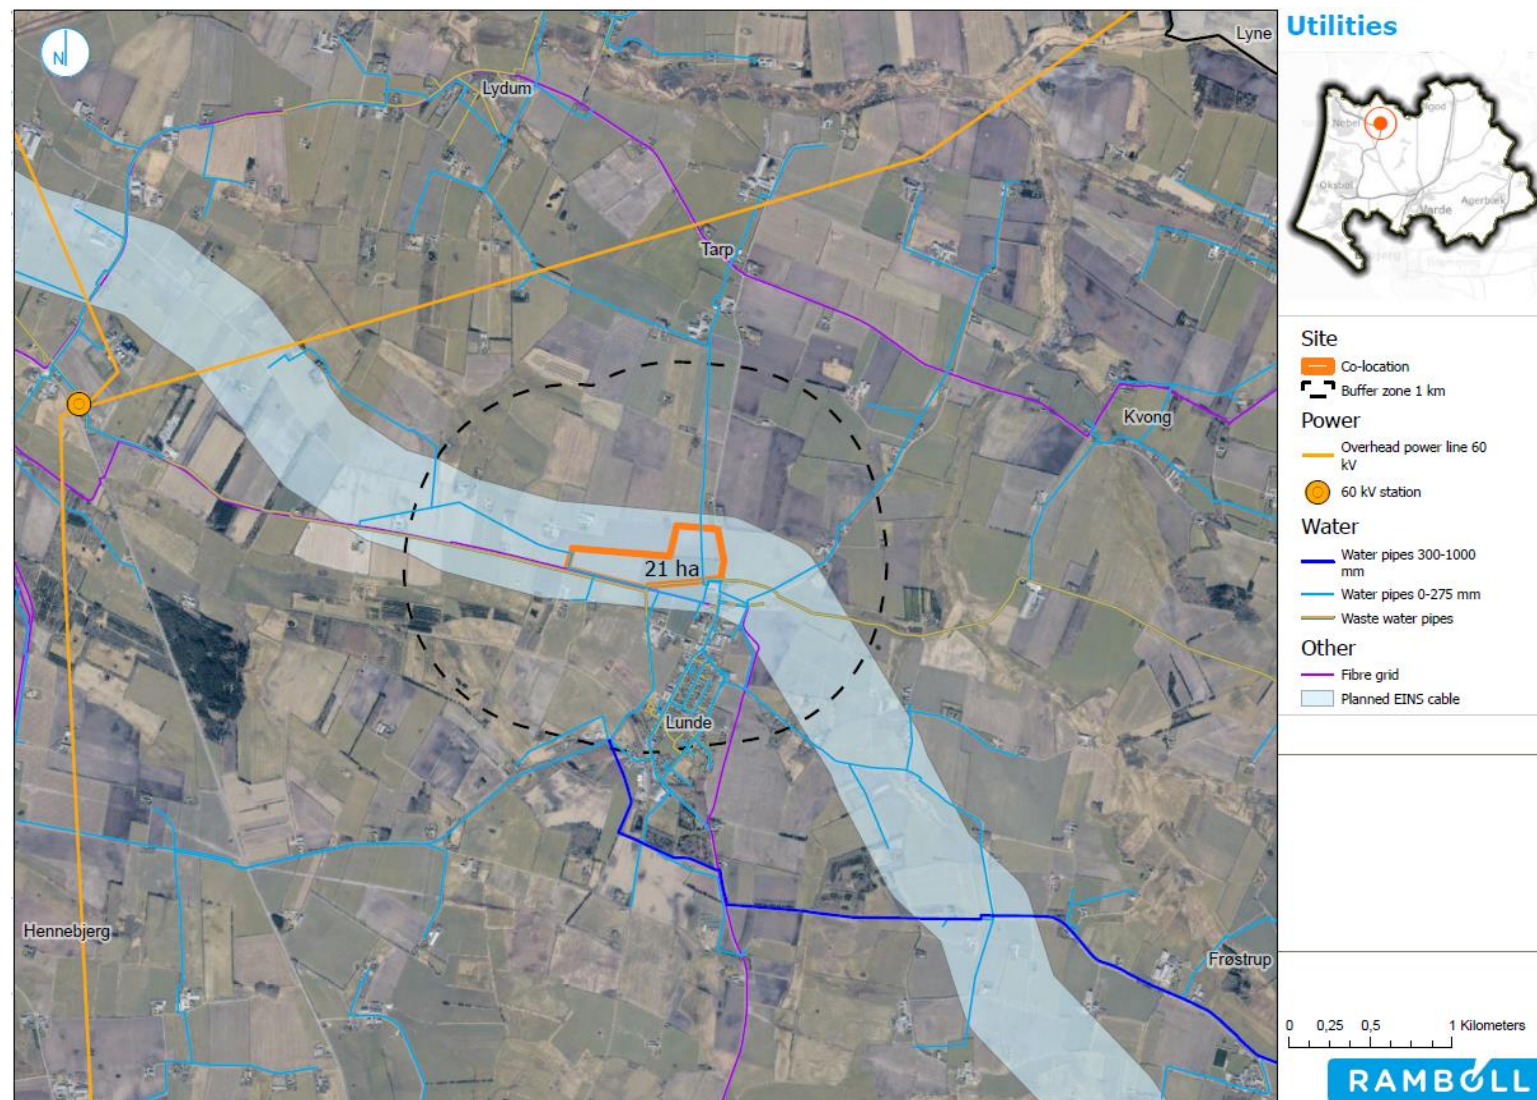 Utilities
N
Lyne
Lydum
Tarp
Kvong
21 ha
Lunde
Hennebjerg
Frøstrup
Nebel
Oksbøl
Varde
Agerbæk
Site
Co-location
Buffer zone 1 km
Power
Overhead power line 60
kV
60 kV station
Water
Water pipes 300-1000
mm
Water pipes 0-275 mm
Waste water pipes
Other
Fibre grid
Planned EINS cable
0 0,25 0,5 1 Kilometers
RAMBOLL